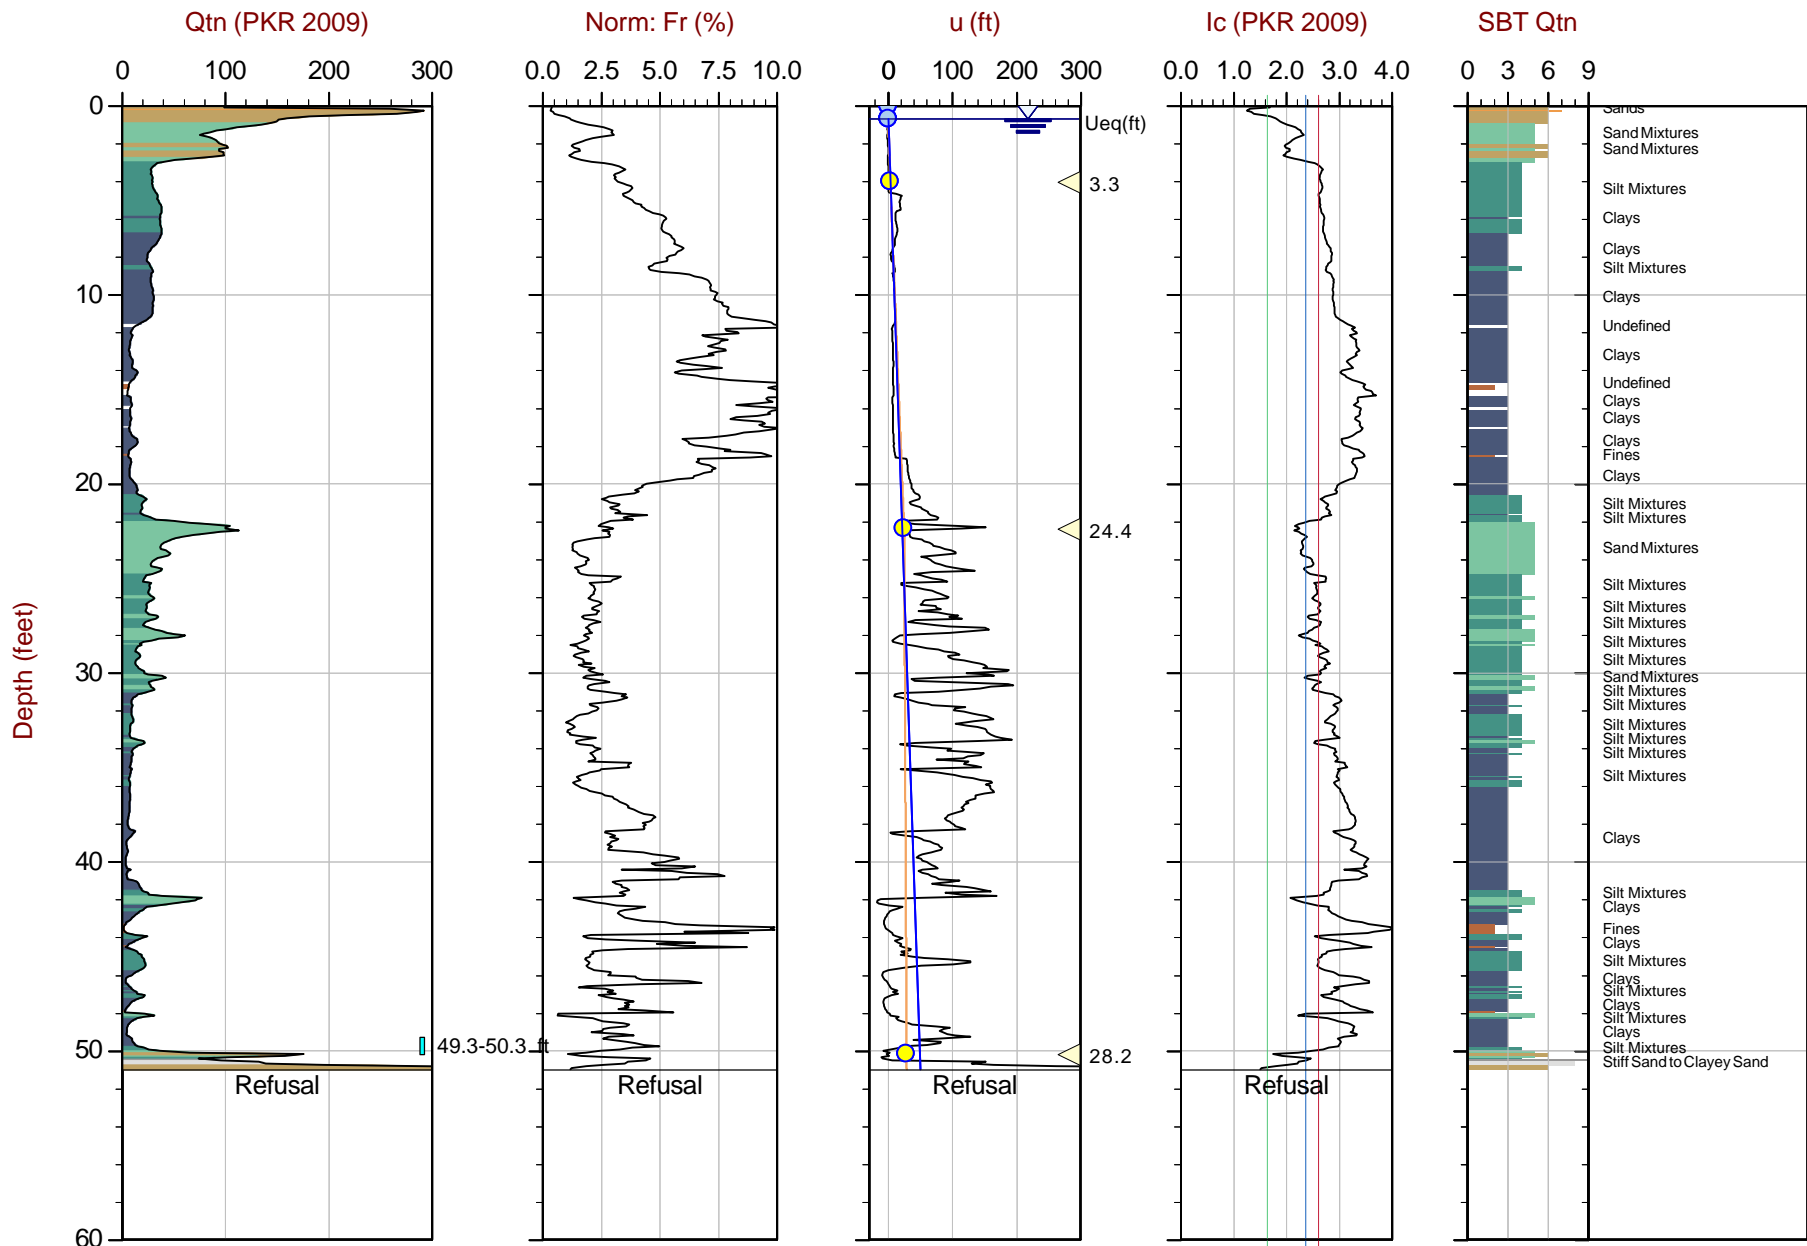 Qtn (PKR 2009) Norm: Fr (%) u (ft) Ic (PKR 2009) SBT Qtn
0 100 200 300 0.0 2.5 5.0 7.5 10.0 0 100 200 300 0.0 1.0 2.0 3.0 4.0 0 3 6 9
0
10
20
30
40
50
60
Depth (feet)
49.3-50.3 ft
Refusal
Refusal
Ueq(ft)
3.3
24.4
28.2
Refusal
Sands
Sand Mixtures
Sand Mixtures
Silt Mixtures
Clays
Clays
Silt Mixtures
Clays
Undefined
Clays
Undefined
Clays
Clays
Clays
Fines
Clays
Silt Mixtures
Silt Mixtures
Sand Mixtures
Silt Mixtures
Silt Mixtures
Silt Mixtures
Silt Mixtures
Silt Mixtures
Sand Mixtures
Silt Mixtures
Silt Mixtures
Silt Mixtures
Silt Mixtures
Silt Mixtures
Silt Mixtures
Clays
Silt Mixtures
Clays
Fines
Clays
Silt Mixtures
Clays
Silt Mixtures
Clays
Silt Mixtures
Clays
Silt Mixtures
Stiff Sand to Clayey Sand
Refusal